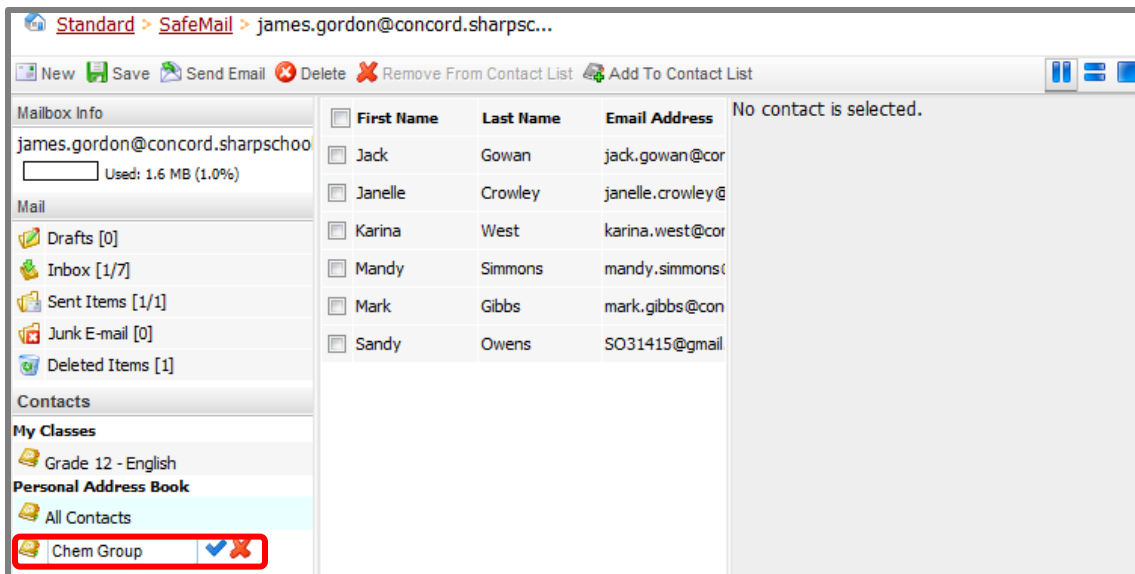 Standard > SafeMail > james.gordon@concord.sharpsc...
New Save Send Email Delete Remove From Contact List Add To Contact List
Mailbox Info
james.gordon@concord.sharpschoo
Used: 1.6 MB (1.0%)
Mail
Drafts [0]
Inbox [1/7]
Sent Items [1/1]
Junk E-mail [0]
Deleted Items [1]
Contacts
My Classes
Grade 12 - English
Personal Address Book
All Contacts
Chem Group
First Name Last Name Email Address
Jack Gowan jack.gowan@con
Janelle Crowley janelle.crowley@
Karina West karina.west@con
Mandy Simmons mandy.simmons@
Mark Gibbs mark.gibbs@con
Sandy Owens SO31415@gmail
No contact is selected.